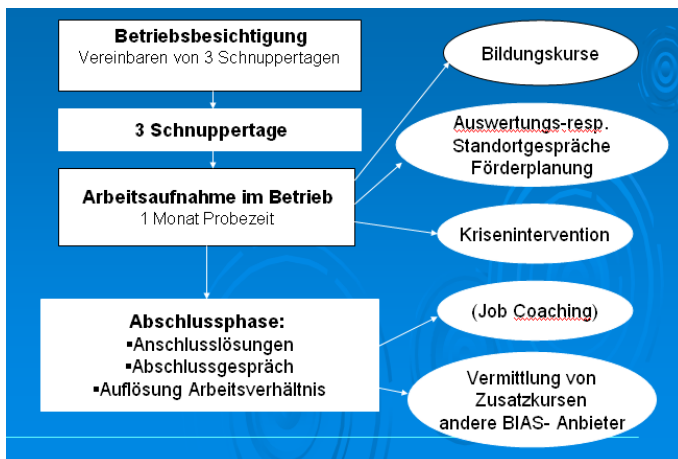 Betriebsbesichtigung
Vereinbaren von 3 Schnuppertagen
3 Schnuppertage
Arbeitsaufnahme im Betrieb
1 Monat Probezeit
Abschlussphase:
▪Anschlusslösungen
▪Abschlussgespräch
▪Auflösung Arbeitsverhältnis
Bildungskurse
Auswertungs-resp.
Standortgespräche
Förderplanung
Krisenintervention
(Job Coaching)
Vermittlung von
Zusatzkursen
andere BIAS- Anbieter